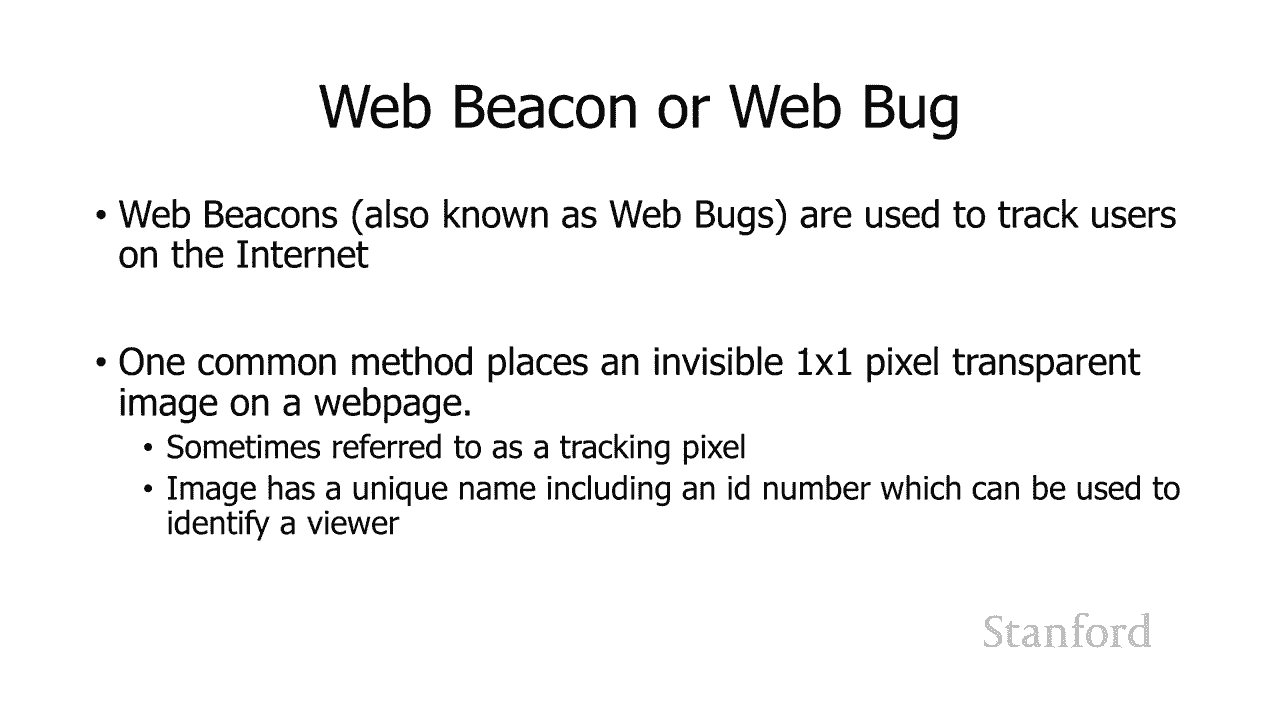 Web Beacon or Web Bug
• Web Beacons (also known as Web Bugs) are used to track users
on the Internet
• One common method places an invisible 1x1 pixel transparent
image on a webpage.
• Sometimes referred to as a tracking pixel
• Image has a unique name including an id number which can be used to
identify a viewer
Stanford